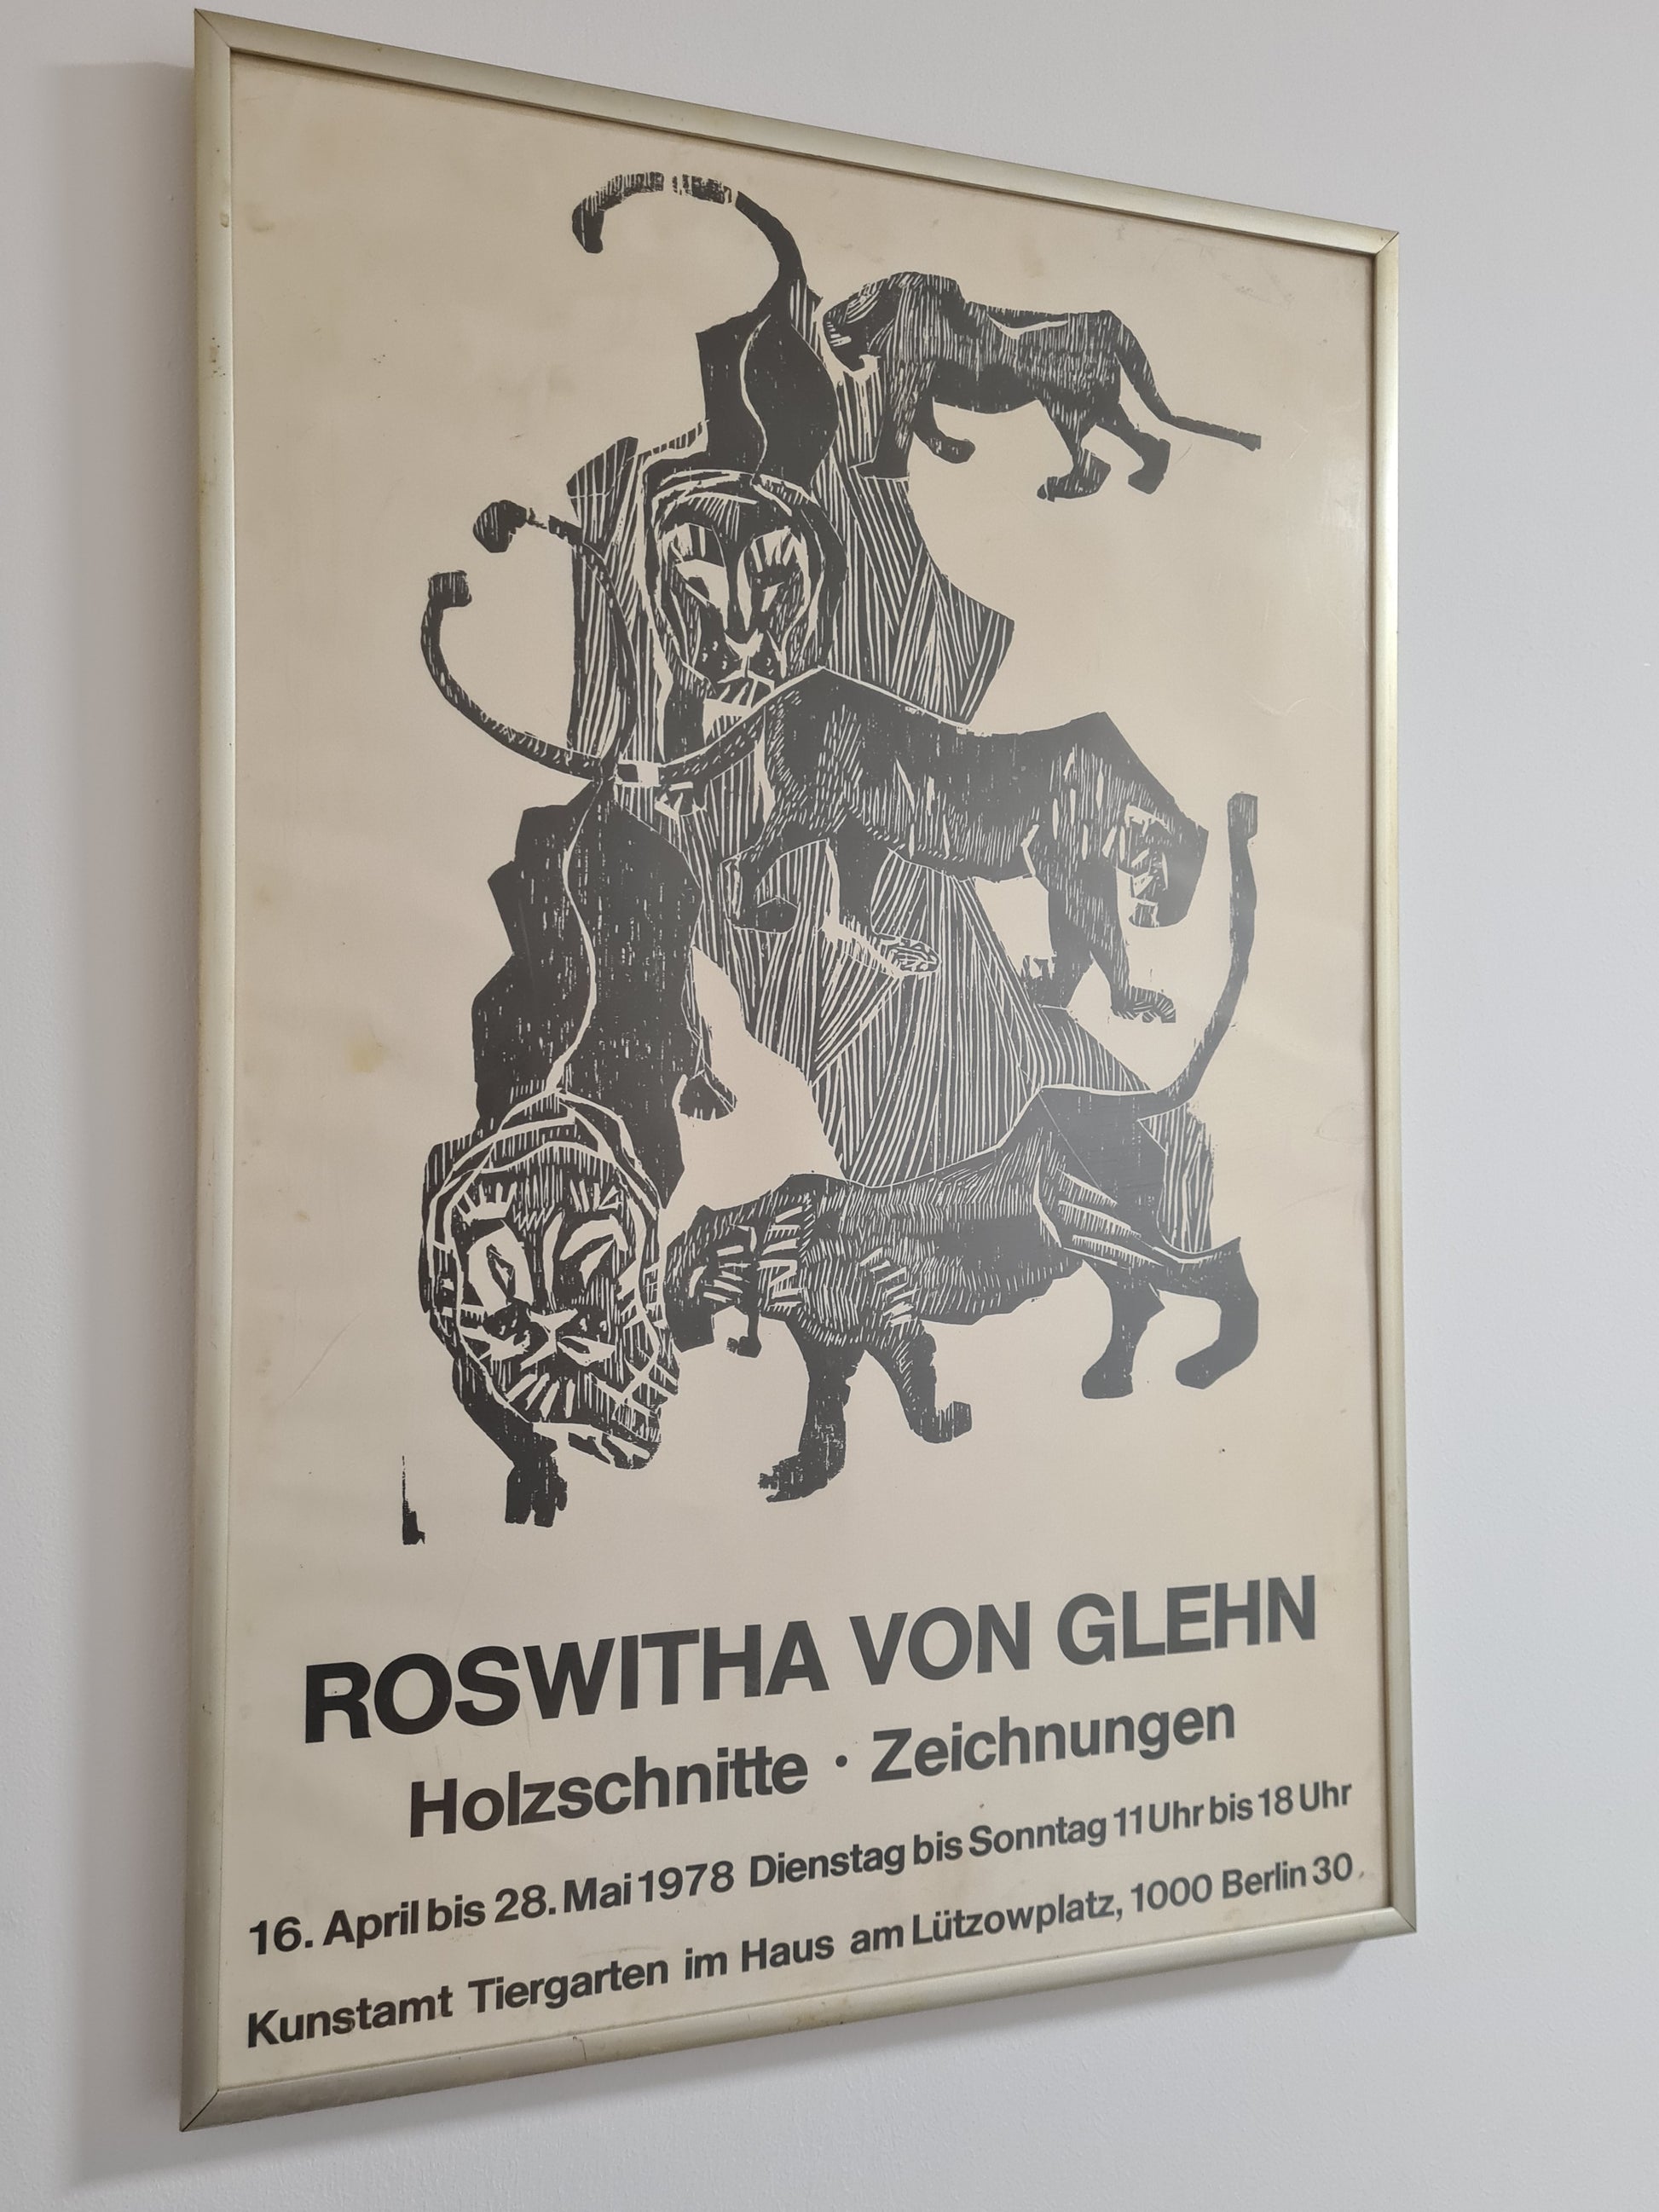 ROSWITHA VON GLEHN
Holzschnitte · Zeichnungen
16. April bis 28. Mai 1978 Dienstag bis Sonntag 11 Uhr bis 18 Uhr
Kunstamt Tiergarten im Haus am Lützowplatz, 1000 Berlin 30